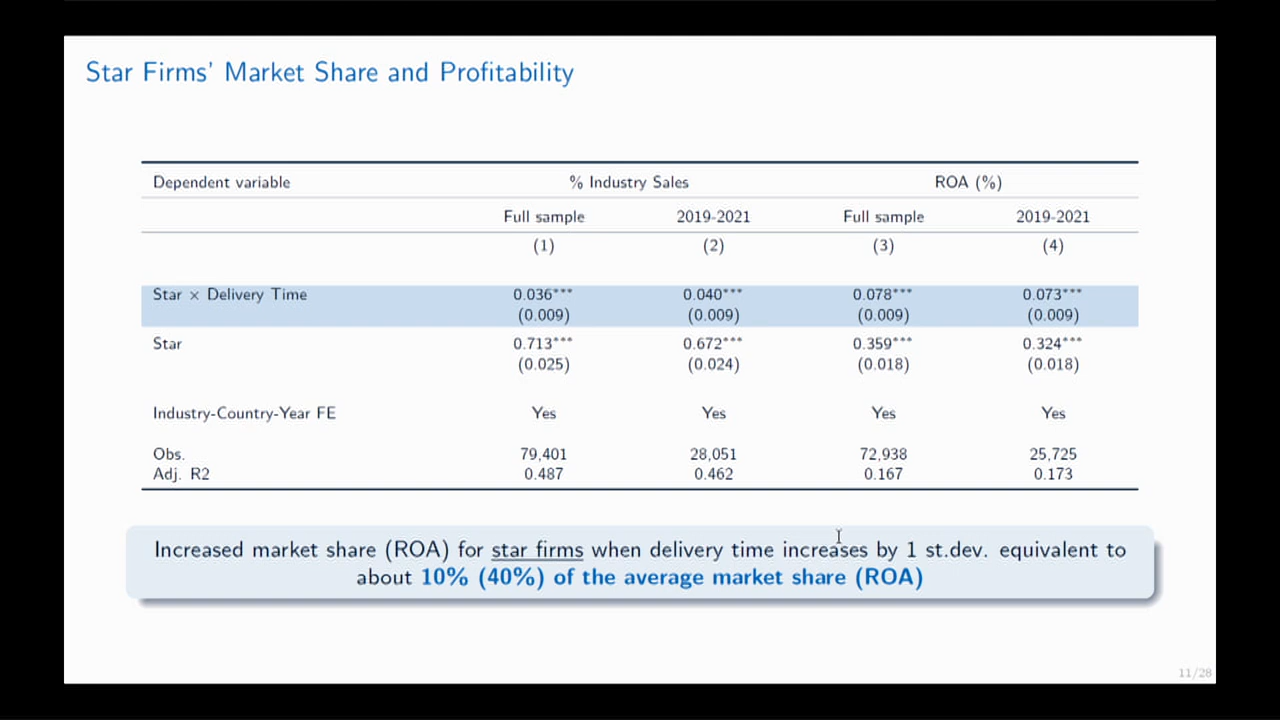 Star Firms' Market Share and Profitability
Dependent variable % Industry Sales ROA (%)
Full sample 2019-2021 Full sample 2019-2021
(1) (2) (3) (4)
Star × Delivery Time 0.036*** 0.040*** 0.078*** 0.073***
(0.009) (0.009) (0.009) (0.009)
Star 0.713*** 0.672*** 0.359*** 0.324***
(0.025) (0.024) (0.018) (0.018)
Industry-Country-Year FE Yes Yes Yes Yes
Obs. 79,401 28,051 72,938 25,725
Adj. R2 0.487 0.462 0.167 0.173
Increased market share (ROA) for star firms when delivery time increases by 1 st.dev. equivalent to
about 10% (40%) of the average market share (ROA)
11/28